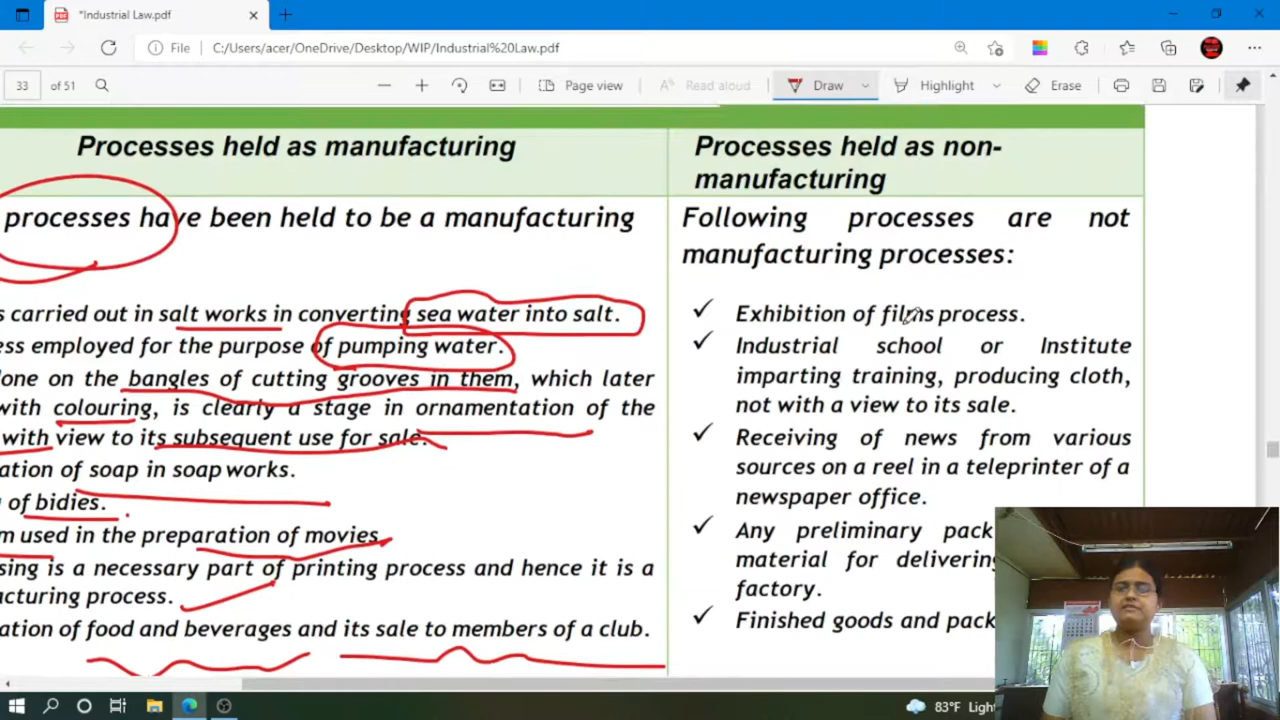 *Industrial Law.pdf
File C:/Users/acer/OneDrive/Desktop/WIP/Industrial%20Law.pdf
33 of 51 Page view Read aloud Draw Highlight Erase
Processes held as manufacturing
processes have been held to be a manufacturing
s carried out in salt works in converting sea water into salt.
ess employed for the purpose of pumping water.
one on the bangles of cutting grooves in them, which later
with colouring, is clearly a stage in ornamentation of the
with view to its subsequent use for sale.
ation of soap in soap works.
of bidies.
m used in the preparation of movies.
sing is a necessary part of printing process and hence it is a
acturing process.
ation of food and beverages and its sale to members of a club.
Processes held as non-
manufacturing
Following processes are not
manufacturing processes:
✓ Exhibition of films process.
✓ Industrial school or Institute
imparting training, producing cloth,
not with a view to its sale.
✓ Receiving of news from various
sources on a reel in a teleprinter of a
newspaper office.
✓ Any preliminary pack
material for delivering
factory.
✓ Finished goods and pack
83°F Ligh